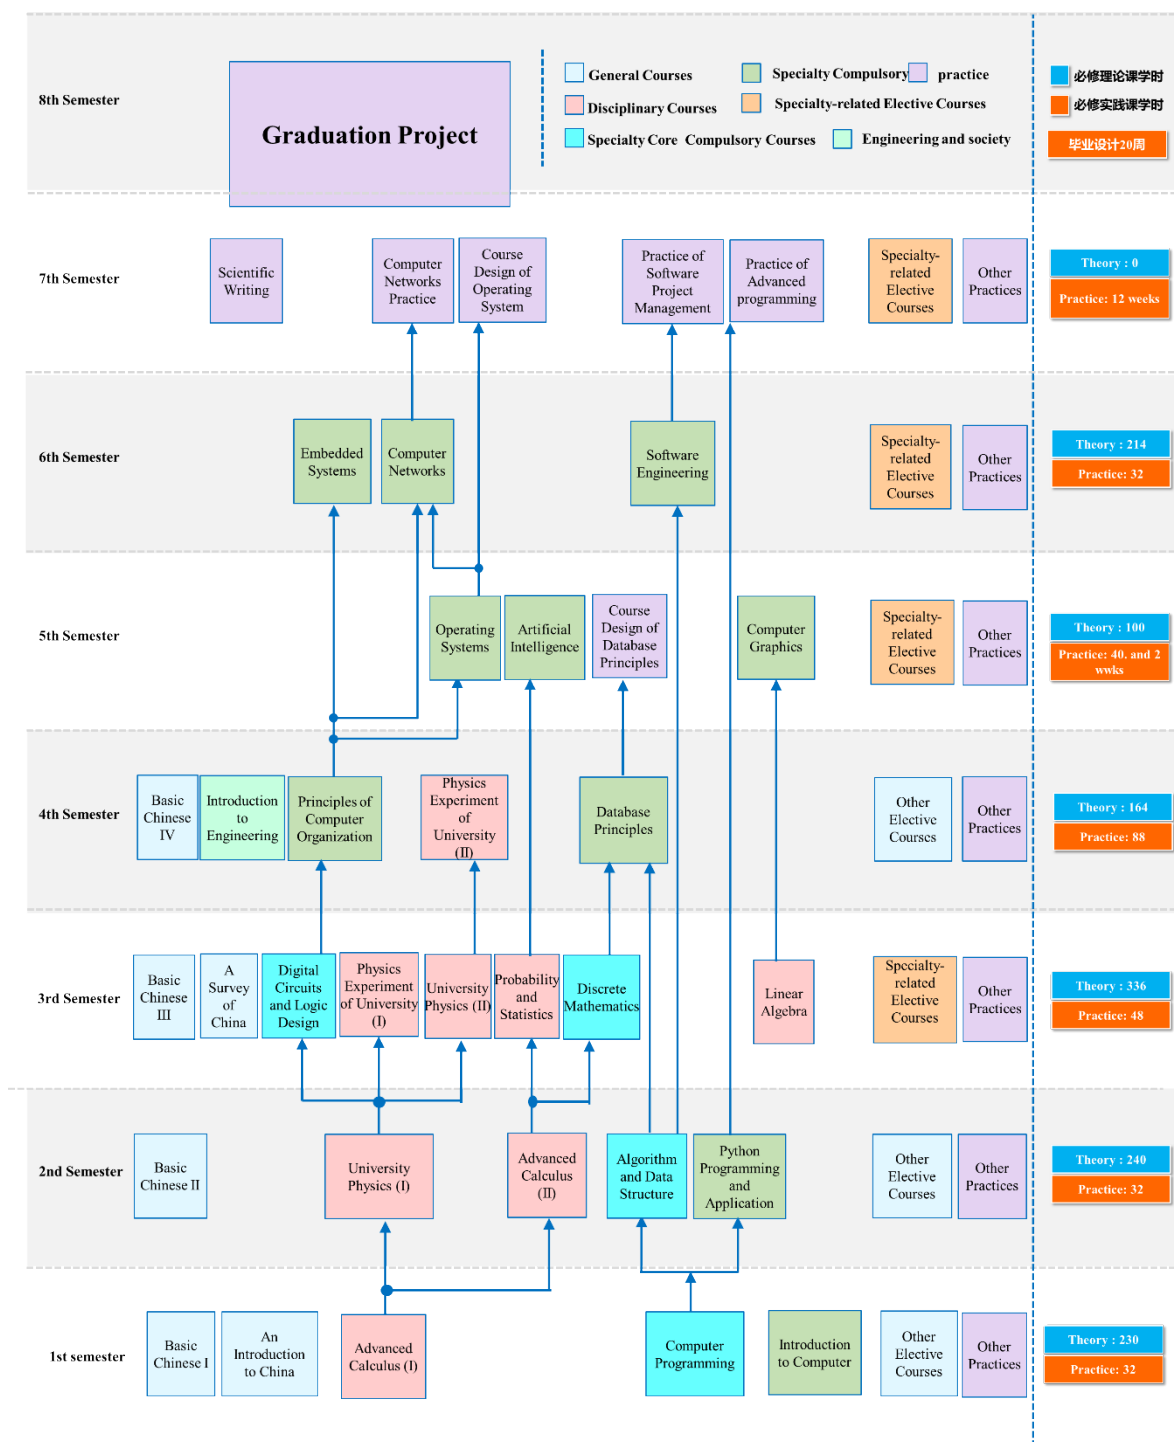 8th Semester
Graduation Project
General Courses
Specialty Compulsory
practice
Disciplinary Courses
Specialty-related Elective Courses
Specialty Core Compulsory Courses
Engineering and society
必修理论课学时
必修实践课学时
毕业设计20周
7th Semester
Scientific
Writing
Computer
Networks
Practice
Course
Design of
Operating
System
Practice of
Software
Project
Management
Practice of
Advanced
programming
Specialty-
related
Elective
Courses
Other
Practices
Theory : 0
Practice: 12 weeks
6th Semester
Embedded
Systems
Computer
Networks
Software
Engineering
Specialty-
related
Elective
Courses
Other
Practices
Theory : 214
Practice: 32
5th Semester
Operating
Systems
Artificial
Intelligence
Course
Design of
Database
Principles
Computer
Graphics
Specialty-
related
Elective
Courses
Other
Practices
Theory : 100
Practice: 40. and 2
wwks
4th Semester
Basic
Chinese
IV
Introduction
to
Engineering
Principles of
Computer
Organization
Physics
Experiment
of
University
(II)
Database
Principles
Other
Elective
Courses
Other
Practices
Theory : 164
Practice: 88
3rd Semester
Basic
Chinese
III
A
Survey
of
China
Digital
Circuits
and Logic
Design
Physics
Experiment
of University
(I)
University
Physics (II)
Probability
and
Statistics
Discrete
Mathematics
Linear
Algebra
Specialty-
related
Elective
Courses
Other
Practices
Theory : 336
Practice: 48
2nd Semester
Basic
Chinese II
University
Physics (I)
Advanced
Calculus
(II)
Algorithm
and Data
Structure
Python
Programming
and
Application
Other
Elective
Courses
Other
Practices
Theory : 240
Practice: 32
1st semester
Basic
Chinese I
An
Introduction
to China
Advanced
Calculus (I)
Computer
Programming
Introduction
to Computer
Other
Elective
Courses
Other
Practices
Theory : 230
Practice: 32